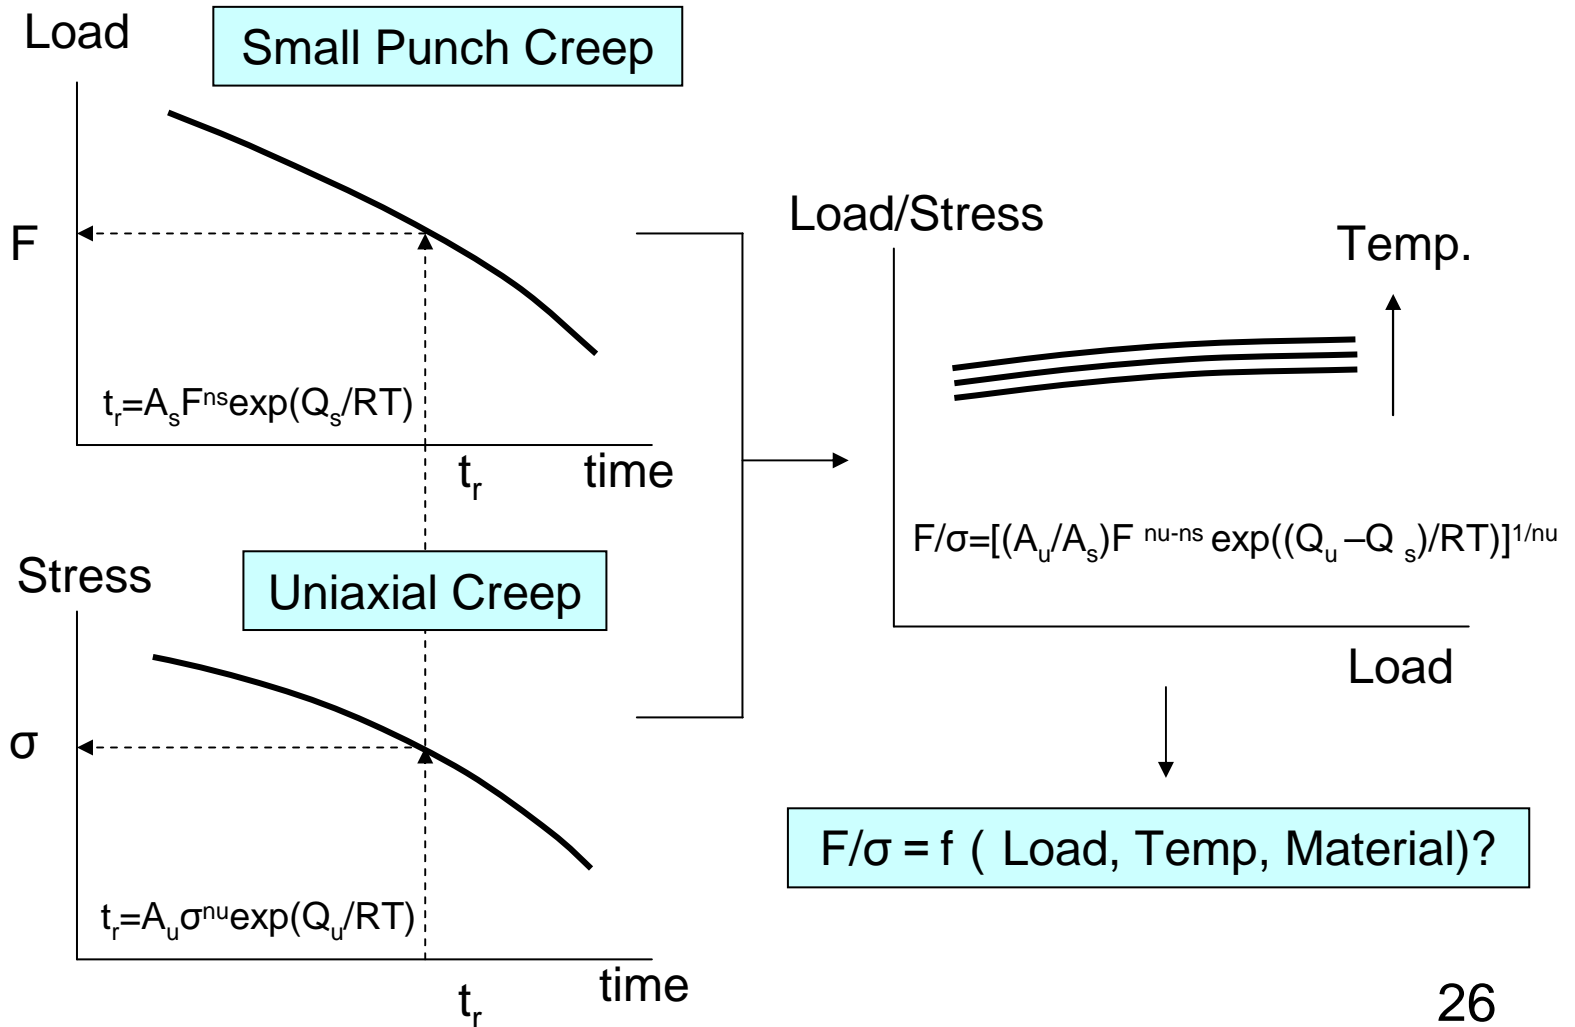 Load
Small Punch Creep
F
t_r=A_sF^ns exp(Q_s/RT)
t_r
time
Stress
Uniaxial Creep
σ
t_r=A_uσ^nu exp(Q_u/RT)
t_r
time
Load/Stress
Temp.
F/σ=[(A_u/A_s)F^nu-ns exp((Q_u–Q_s)/RT)]^1/nu
Load
F/σ = f ( Load, Temp, Material)?
26